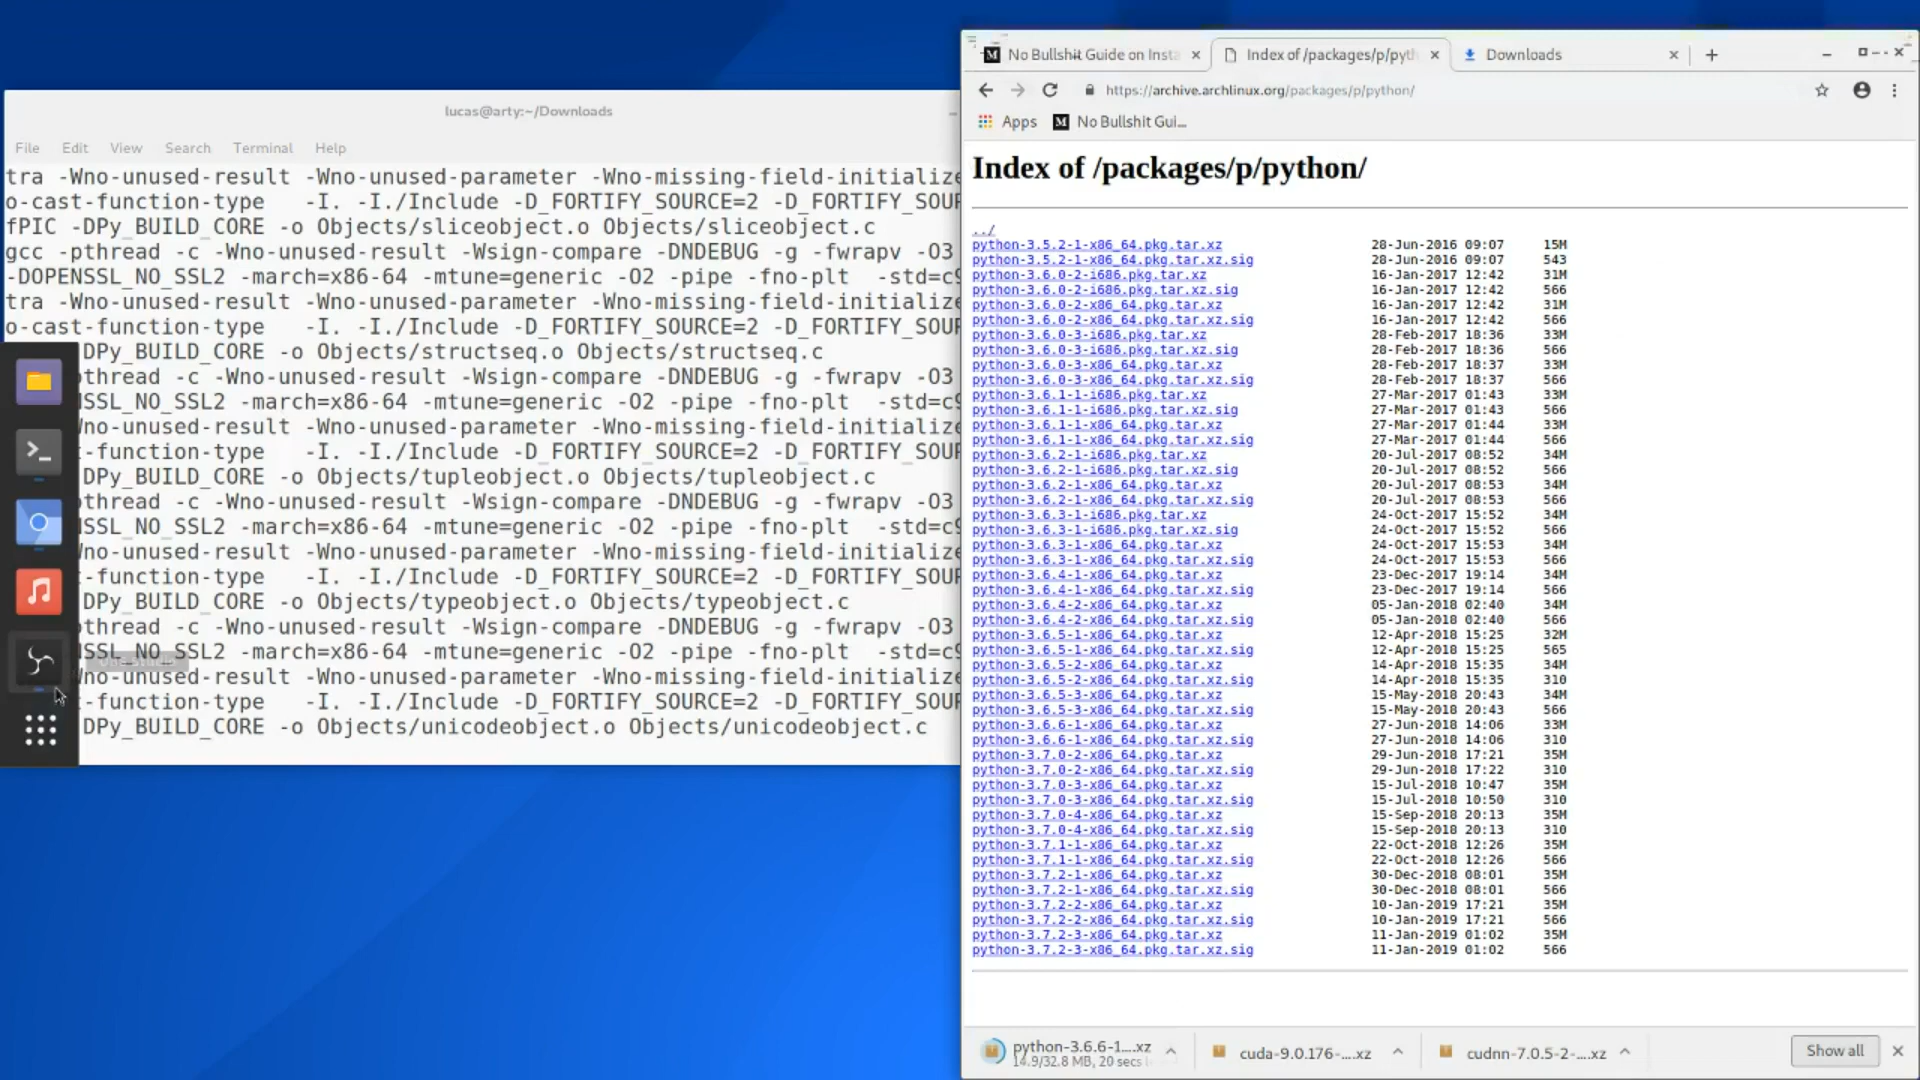 lucas@arty:~/Downloads
File Edit View Search Terminal Help
tra -Wno-unused-result -Wno-unused-parameter -Wno-missing-field-initialize
o-cast-function-type -I. -I./Include -D_FORTIFY_SOURCE=2 -D_FORTIFY_SOUR
fPIC -DPy_BUILD_CORE -o Objects/sliceobject.o Objects/sliceobject.c
gcc -pthread -c -Wno-unused-result -Wsign-compare -DNDEBUG -g -fwrapv -O3
-DOPENSSL_NO_SSL2 -march=x86-64 -mtune=generic -O2 -pipe -fno-plt -std=c9
tra -Wno-unused-result -Wno-unused-parameter -Wno-missing-field-initialize
o-cast-function-type -I. -I./Include -D_FORTIFY_SOURCE=2 -D_FORTIFY_SOUR
DPy_BUILD_CORE -o Objects/structseq.o Objects/structseq.c
pthread -c -Wno-unused-result -Wsign-compare -DNDEBUG -g -fwrapv -O3
NSSL_NO_SSL2 -march=x86-64 -mtune=generic -O2 -pipe -fno-plt -std=c9
Wno-unused-result -Wno-unused-parameter -Wno-missing-field-initialize
t-function-type -I. -I./Include -D_FORTIFY_SOURCE=2 -D_FORTIFY_SOUR
DPy_BUILD_CORE -o Objects/tupleobject.o Objects/tupleobject.c
pthread -c -Wno-unused-result -Wsign-compare -DNDEBUG -g -fwrapv -O3
NSSL_NO_SSL2 -march=x86-64 -mtune=generic -O2 -pipe -fno-plt -std=c9
Wno-unused-result -Wno-unused-parameter -Wno-missing-field-initialize
t-function-type -I. -I./Include -D_FORTIFY_SOURCE=2 -D_FORTIFY_SOUR
DPy_BUILD_CORE -o Objects/typeobject.o Objects/typeobject.c
pthread -c -Wno-unused-result -Wsign-compare -DNDEBUG -g -fwrapv -O3
NSSL_NO_SSL2 -march=x86-64 -mtune=generic -O2 -pipe -fno-plt -std=c9
Wno-unused-result -Wno-unused-parameter -Wno-missing-field-initialize
t-function-type -I. -I./Include -D_FORTIFY_SOURCE=2 -D_FORTIFY_SOUR
DPy_BUILD_CORE -o Objects/unicodeobject.o Objects/unicodeobject.c
No Bullshit Guide on Insta Index of /packages/p/pyth Downloads
https://archive.archlinux.org/packages/p/python/
Apps No Bullshit Gui...
Index of /packages/p/python/
../
python-3.5.2-1-x86_64.pkg.tar.xz 28-Jun-2016 09:07 15M
python-3.5.2-1-x86_64.pkg.tar.xz.sig 28-Jun-2016 09:07 543
python-3.6.0-2-i686.pkg.tar.xz 16-Jan-2017 12:42 31M
python-3.6.0-2-i686.pkg.tar.xz.sig 16-Jan-2017 12:42 566
python-3.6.0-2-x86_64.pkg.tar.xz 16-Jan-2017 12:42 31M
python-3.6.0-2-x86_64.pkg.tar.xz.sig 16-Jan-2017 12:42 566
python-3.6.0-3-i686.pkg.tar.xz 28-Feb-2017 18:36 33M
python-3.6.0-3-i686.pkg.tar.xz.sig 28-Feb-2017 18:36 566
python-3.6.0-3-x86_64.pkg.tar.xz 28-Feb-2017 18:37 33M
python-3.6.0-3-x86_64.pkg.tar.xz.sig 28-Feb-2017 18:37 566
python-3.6.1-1-i686.pkg.tar.xz 27-Mar-2017 01:43 33M
python-3.6.1-1-i686.pkg.tar.xz.sig 27-Mar-2017 01:43 566
python-3.6.1-1-x86_64.pkg.tar.xz 27-Mar-2017 01:44 33M
python-3.6.1-1-x86_64.pkg.tar.xz.sig 27-Mar-2017 01:44 566
python-3.6.2-1-i686.pkg.tar.xz 20-Jul-2017 08:52 34M
python-3.6.2-1-i686.pkg.tar.xz.sig 20-Jul-2017 08:52 566
python-3.6.2-1-x86_64.pkg.tar.xz 20-Jul-2017 08:53 34M
python-3.6.2-1-x86_64.pkg.tar.xz.sig 20-Jul-2017 08:53 566
python-3.6.3-1-i686.pkg.tar.xz 24-Oct-2017 15:52 34M
python-3.6.3-1-i686.pkg.tar.xz.sig 24-Oct-2017 15:52 566
python-3.6.3-1-x86_64.pkg.tar.xz 24-Oct-2017 15:53 34M
python-3.6.3-1-x86_64.pkg.tar.xz.sig 24-Oct-2017 15:53 566
python-3.6.4-1-x86_64.pkg.tar.xz 23-Dec-2017 19:14 34M
python-3.6.4-1-x86_64.pkg.tar.xz.sig 23-Dec-2017 19:14 566
python-3.6.4-2-x86_64.pkg.tar.xz 05-Jan-2018 02:40 34M
python-3.6.4-2-x86_64.pkg.tar.xz.sig 05-Jan-2018 02:40 566
python-3.6.5-1-x86_64.pkg.tar.xz 12-Apr-2018 15:25 32M
python-3.6.5-1-x86_64.pkg.tar.xz.sig 12-Apr-2018 15:25 565
python-3.6.5-2-x86_64.pkg.tar.xz 14-Apr-2018 15:35 34M
python-3.6.5-2-x86_64.pkg.tar.xz.sig 14-Apr-2018 15:35 310
python-3.6.5-3-x86_64.pkg.tar.xz 15-May-2018 20:43 34M
python-3.6.5-3-x86_64.pkg.tar.xz.sig 15-May-2018 20:43 566
python-3.6.6-1-x86_64.pkg.tar.xz 27-Jun-2018 14:06 33M
python-3.6.6-1-x86_64.pkg.tar.xz.sig 27-Jun-2018 14:06 310
python-3.7.0-2-x86_64.pkg.tar.xz 29-Jun-2018 17:21 35M
python-3.7.0-2-x86_64.pkg.tar.xz.sig 29-Jun-2018 17:22 310
python-3.7.0-3-x86_64.pkg.tar.xz 15-Jul-2018 10:47 35M
python-3.7.0-3-x86_64.pkg.tar.xz.sig 15-Jul-2018 10:50 310
python-3.7.0-4-x86_64.pkg.tar.xz 15-Sep-2018 20:13 35M
python-3.7.0-4-x86_64.pkg.tar.xz.sig 15-Sep-2018 20:13 310
python-3.7.1-1-x86_64.pkg.tar.xz 22-Oct-2018 12:26 35M
python-3.7.1-1-x86_64.pkg.tar.xz.sig 22-Oct-2018 12:26 566
python-3.7.2-1-x86_64.pkg.tar.xz 30-Dec-2018 08:01 35M
python-3.7.2-1-x86_64.pkg.tar.xz.sig 30-Dec-2018 08:01 566
python-3.7.2-2-x86_64.pkg.tar.xz 10-Jan-2019 17:21 35M
python-3.7.2-2-x86_64.pkg.tar.xz.sig 10-Jan-2019 17:21 566
python-3.7.2-3-x86_64.pkg.tar.xz 11-Jan-2019 01:02 35M
python-3.7.2-3-x86_64.pkg.tar.xz.sig 11-Jan-2019 01:02 566
python-3.6.6-1....xz cuda-9.0.176-....xz cudnn-7.0.5-2-....xz Show all
14.9/32.8 MB, 20 secs